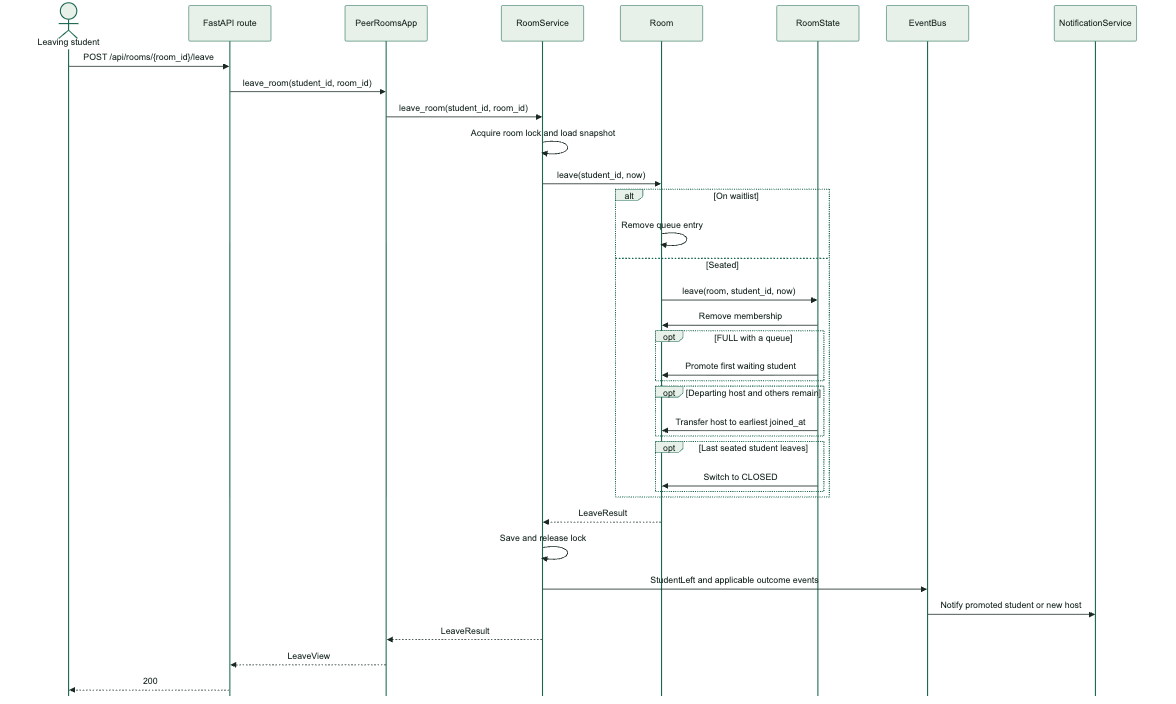 Leaving student
FastAPI route
PeerRoomsApp
RoomService
Room
RoomState
EventBus
NotificationService
POST /api/rooms/{room_id}/leave
leave_room(student_id, room_id)
leave_room(student_id, room_id)
Acquire room lock and load snapshot
leave(student_id, now)
alt
[On waitlist]
Remove queue entry
[Seated]
leave(room, student_id, now)
Remove membership
opt
[FULL with a queue]
Promote first waiting student
opt
[Departing host and others remain]
Transfer host to earliest joined_at
opt
[Last seated student leaves]
Switch to CLOSED
LeaveResult
Save and release lock
StudentLeft and applicable outcome events
Notify promoted student or new host
LeaveResult
LeaveView
200